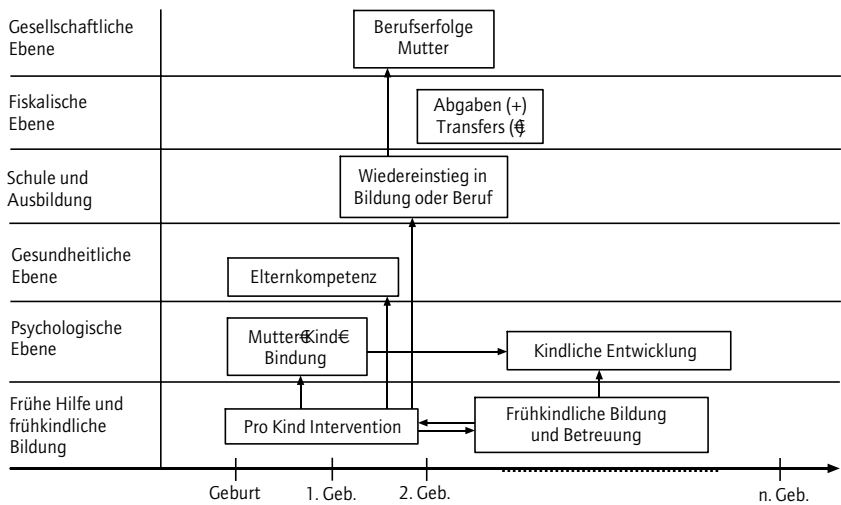 Gesellschaftliche
Ebene
Berufserfolge
Mutter
Fiskalische
Ebene
Abgaben (+)
Transfers (€)
Schule und
Ausbildung
Wiedereinstieg in
Bildung oder Beruf
Gesundheitliche
Ebene
Elternkompetenz
Psychologische
Ebene
Mutter€Kind€
Bindung
Kindliche Entwicklung
Frühe Hilfe und
frühkindliche
Bildung
Pro Kind Intervention
Frühkindliche Bildung
und Betreuung
Geburt
1. Geb.
2. Geb.
n. Geb.